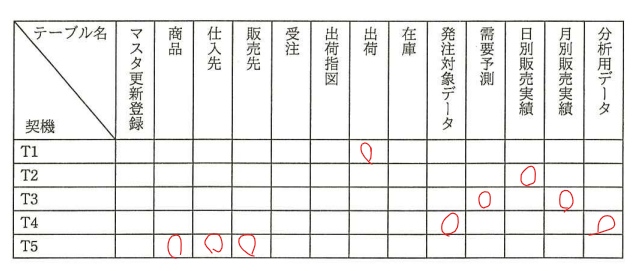 テーブル名 マスタ更新登録 商品 仕入先 販売先 受注 出荷指図 出荷 在庫 発注対象データ 需要予測 日別販売実績 月別販売実績 分析用データ
契機
T1 ○
T2 ○
T3 ○ ○
T4 ○ ○
T5 ○ ○ ○